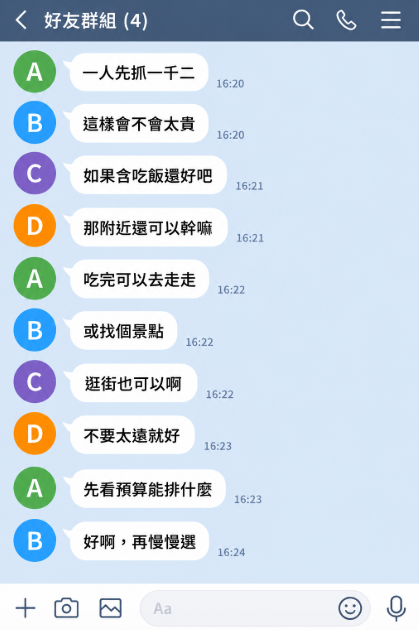 好友群組 (4)
A
一人先抓一千二
16:20
B
這樣會不會太貴
16:20
C
如果含吃飯還好吧
16:21
D
那附近還可以幹嘛
16:21
A
吃完可以去走走
16:22
B
或找個景點
16:22
C
逛街也可以啊
16:22
D
不要太遠就好
16:23
A
先看預算能排什麼
16:23
B
好啊，再慢慢選
16:24
Aa